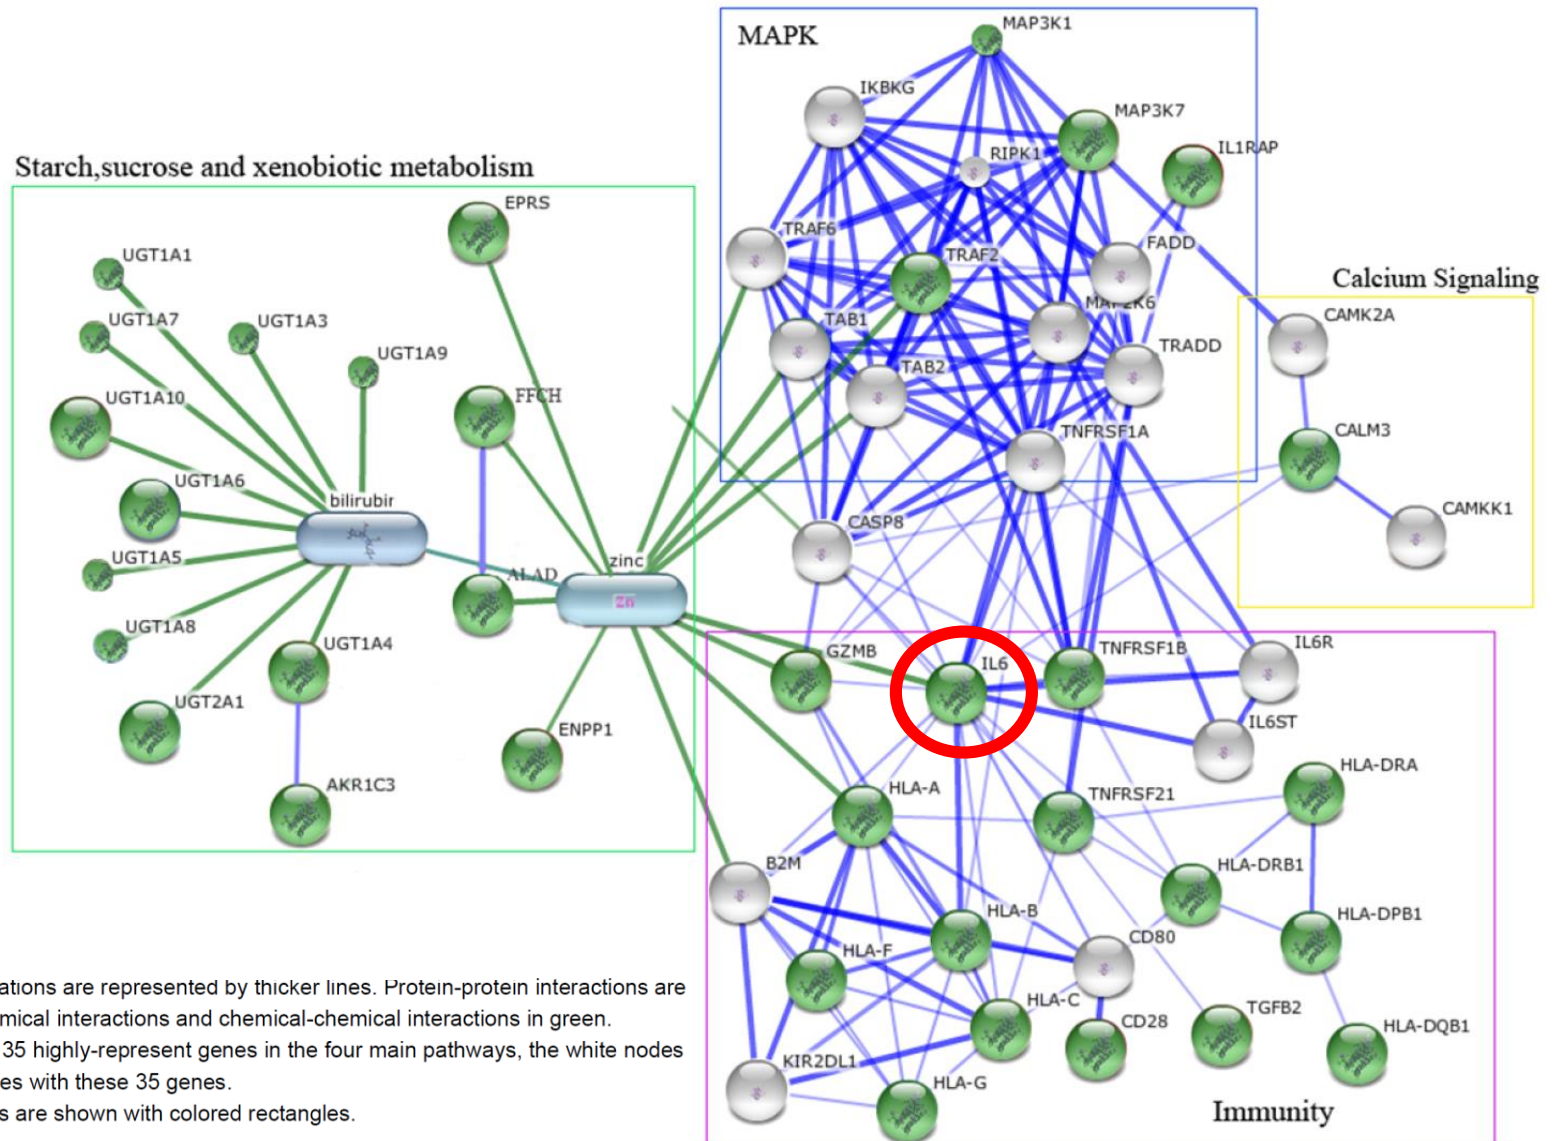 MAPK
MAP3K1
IKBKG
MAP3K7
RIPK1
IL1RAP
Starch,sucrose and xenobiotic metabolism
EPRS
TRAF6
FADD
UGT1A1
TRAF2
Calcium Signaling
UGT1A7
UGT1A3
TAB1
CAMK2A
UGT1A9
TRADD
TAB2
UGT1A10
TNFRSF1A
CALM3
UGT1A6
bilirubin
CASP8
CAMKK1
UGT1A5
zinc
ALAD
Zn
UGT1A8
UGT1A4
GZMB
IL6
TNFRSF1B
IL6R
UGT2A1
ENPP1
IL6ST
AKR1C3
HLA-A
TNFRSF21
HLA-DRA
B2M
HLA-DRB1
HLA-B
HLA-DPB1
HLA-F
CD80
ations are represented by thicker lines. Protein-protein interactions are
HLA-C
mical interactions and chemical-chemical interactions in green.
CD28
TGFB2
HLA-DQB1
35 highly-represent genes in the four main pathways, the white nodes
KIR2DL1
HLA-G
es with these 35 genes.
s are shown with colored rectangles.
Immunity